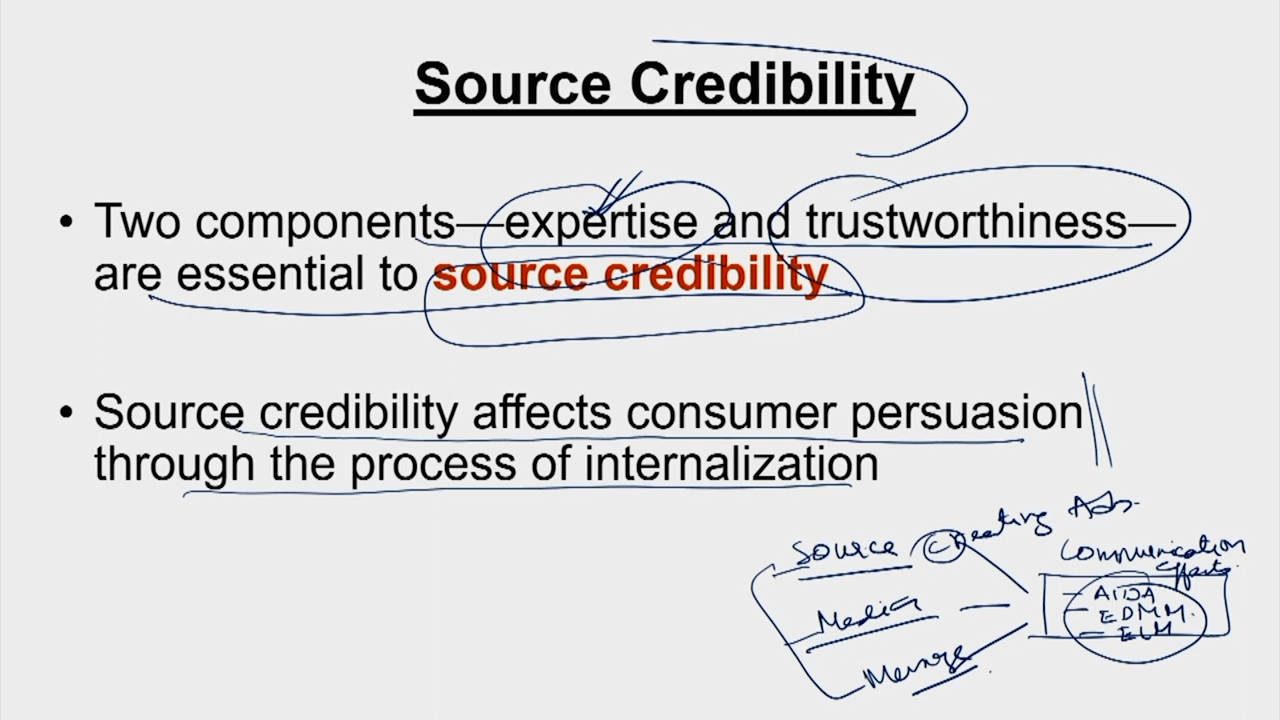 Source Credibility
• Two components—expertise and trustworthiness—
are essential to source credibility
• Source credibility affects consumer persuasion
through the process of internalization
Source Creating Ads.
Communication
effects
Media
– AIDA
– EDMM.
– ELM
Message